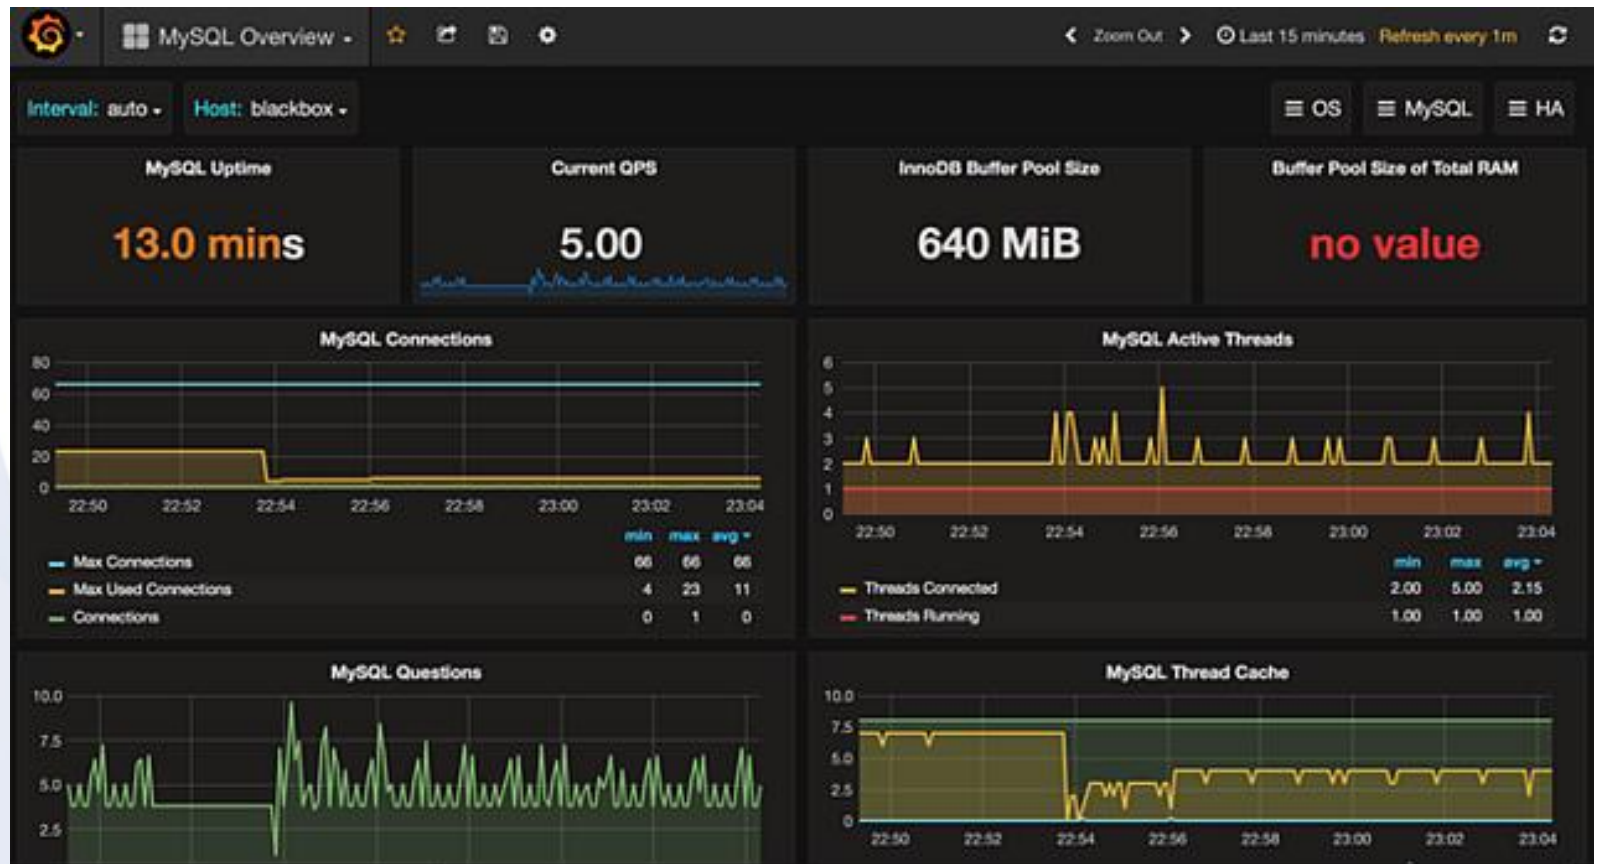 MySQL Overview
Zoom Out
Last 15 minutes
Refresh every 1m
Interval: auto
Host: blackbox
OS
MySQL
HA
MySQL Uptime
13.0 mins
Current QPS
5.00
InnoDB Buffer Pool Size
640 MiB
Buffer Pool Size of Total RAM
no value
MySQL Connections
80
60
40
20
0
22:50 22:52 22:54 22:56 22:58 23:00 23:02 23:04
min max avg
Max Connections 66 66 66
Max Used Connections 4 23 11
Connections 0 1 0
MySQL Active Threads
6
5
4
3
2
1
0
22:50 22:52 22:54 22:56 22:58 23:00 23:02 23:04
min max avg
Threads Connected 2.00 5.00 2.15
Threads Running 1.00 1.00 1.00
MySQL Questions
10.0
7.5
5.0
2.5
MySQL Thread Cache
10.0
7.5
5.0
2.5
0
22:50 22:52 22:54 22:56 22:58 23:00 23:02 23:04